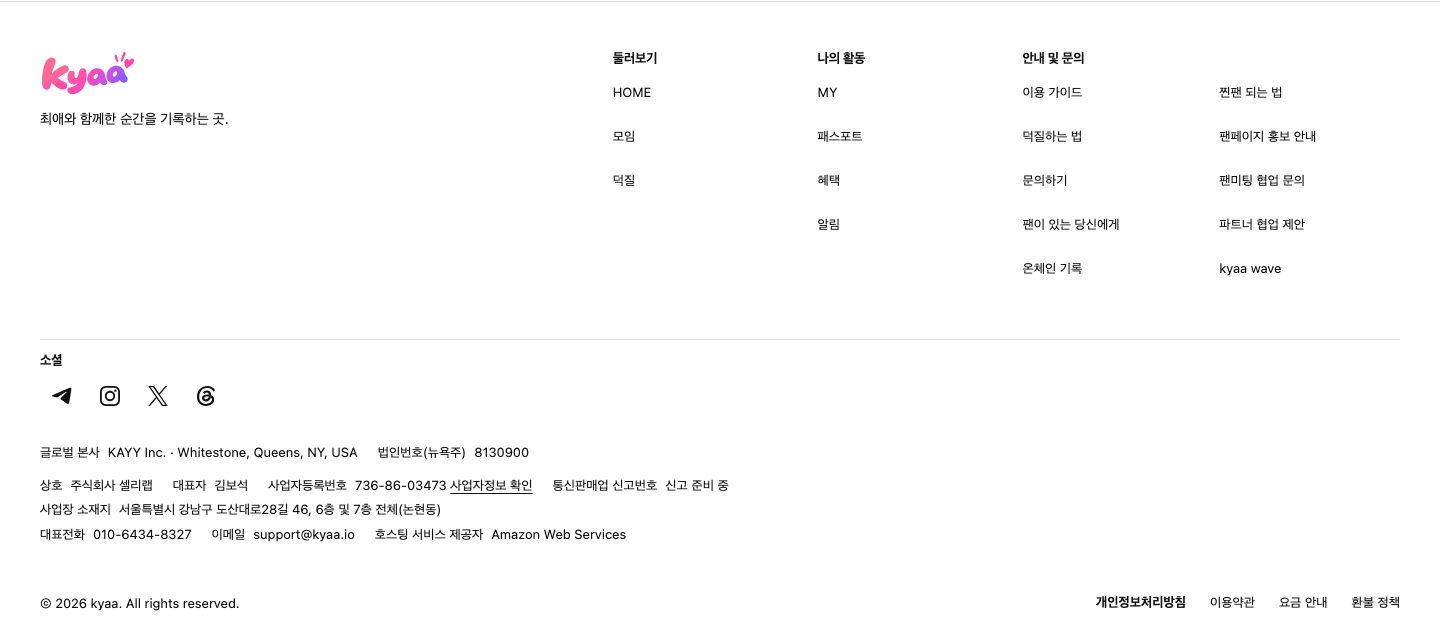 kyaa
최애와 함께한 순간을 기록하는 곳.
둘러보기
HOME
모임
덕질
나의 활동
MY
패스포트
혜택
알림
안내 및 문의
이용 가이드
덕질하는 법
문의하기
팬이 있는 당신에게
온체인 기록
찐팬 되는 법
팬페이지 홍보 안내
팬미팅 협업 문의
파트너 협업 제안
kyaa wave
소셜
글로벌 본사 KAYY Inc. · Whitestone, Queens, NY, USA 법인번호(뉴욕주) 8130900
상호 주식회사 셀리랩 대표자 김보석 사업자등록번호 736-86-03473 사업자정보 확인 통신판매업 신고번호 신고 준비 중
사업장 소재지 서울특별시 강남구 도산대로28길 46, 6층 및 7층 전체(논현동)
대표전화 010-6434-8327 이메일 support@kyaa.io 호스팅 서비스 제공자 Amazon Web Services
© 2026 kyaa. All rights reserved.
개인정보처리방침 이용약관 요금 안내 환불 정책